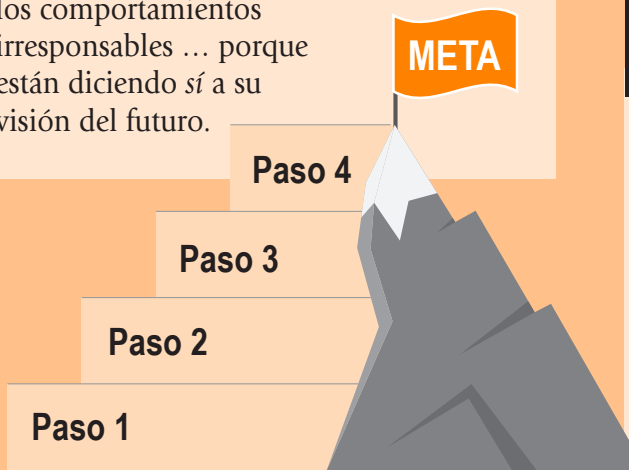 los comportamientos
irresponsables … porque
están diciendo sí a su
visión del futuro.
META
Paso 4
Paso 3
Paso 2
Paso 1